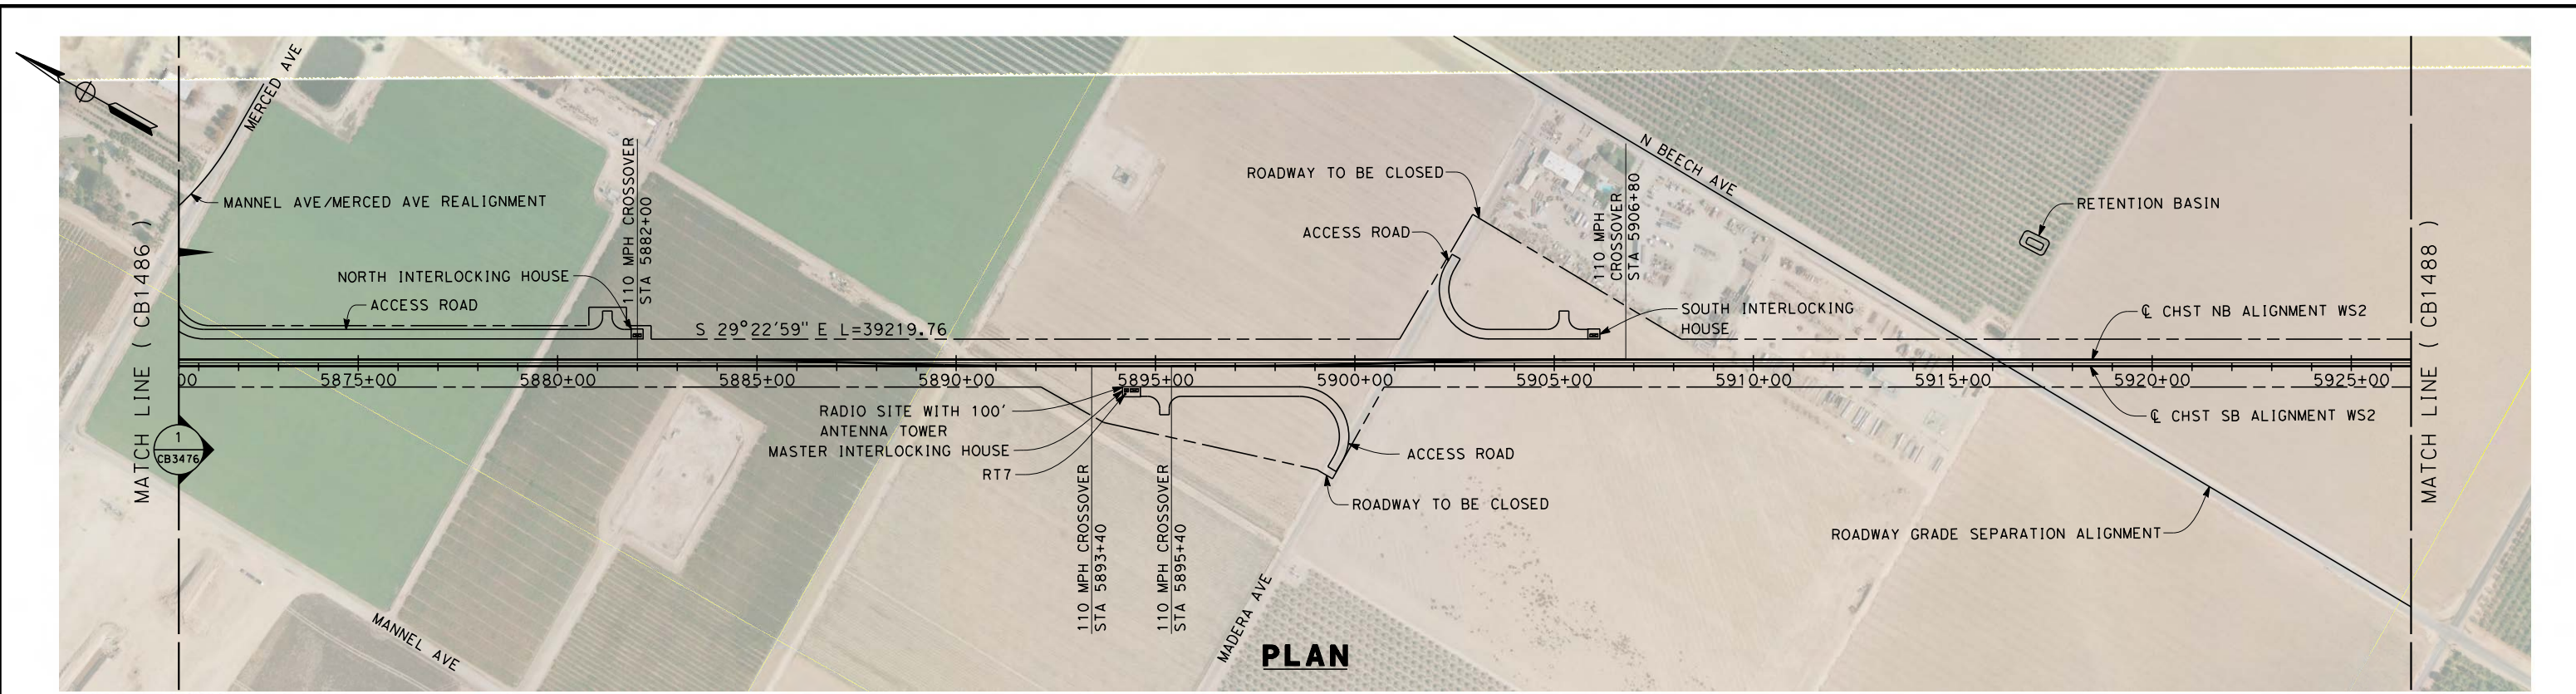 MERCED AVE
MANNEL AVE/MERCED AVE REALIGNMENT
MATCH LINE ( CB1486 )
NORTH INTERLOCKING HOUSE
ACCESS ROAD
110 MPH CROSSOVER
STA 5882+00
S 29°22'59" E L=39219.76
ROADWAY TO BE CLOSED
ACCESS ROAD
110 MPH
CROSSOVER
STA 5906+80
N BEECH AVE
SOUTH INTERLOCKING
HOUSE
RETENTION BASIN
℄ CHST NB ALIGNMENT WS2
MATCH LINE ( CB1488 )
00 5875+00 5880+00 5885+00 5890+00 5895+00 5900+00 5905+00 5910+00 5915+00 5920+00 5925+00
℄ CHST SB ALIGNMENT WS2
1
CB3476
RADIO SITE WITH 100'
ANTENNA TOWER
MASTER INTERLOCKING HOUSE
RT7
110 MPH CROSSOVER
STA 5893+40
110 MPH CROSSOVER
STA 5895+40
ACCESS ROAD
ROADWAY TO BE CLOSED
ROADWAY GRADE SEPARATION ALIGNMENT
MANNEL AVE
MADERA AVE
PLAN